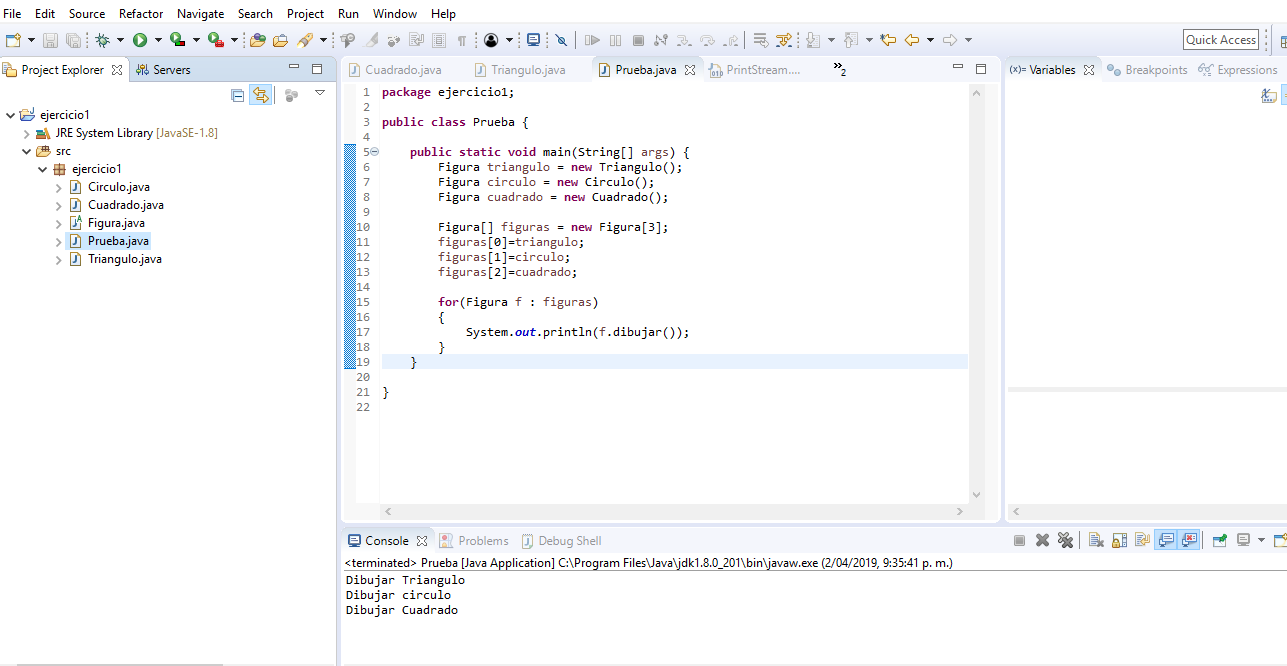 File Edit Source Refactor Navigate Search Project Run Window Help
Quick Access
Project Explorer Servers
ejercicio1
JRE System Library [JavaSE-1.8]
src
ejercicio1
Circulo.java
Cuadrado.java
Figura.java
Prueba.java
Triangulo.java
Cuadrado.java Triangulo.java Prueba.java PrintStream.... »2
1 package ejercicio1;
2
3 public class Prueba {
4
5 public static void main(String[] args) {
6 Figura triangulo = new Triangulo();
7 Figura circulo = new Circulo();
8 Figura cuadrado = new Cuadrado();
9
10 Figura[] figuras = new Figura[3];
11 figuras[0]=triangulo;
12 figuras[1]=circulo;
13 figuras[2]=cuadrado;
14
15 for(Figura f : figuras)
16 {
17 System.out.println(f.dibujar());
18 }
19 }
20
21 }
22
(x)= Variables Breakpoints Expressions
Console Problems Debug Shell
<terminated> Prueba [Java Application] C:\Program Files\Java\jdk1.8.0_201\bin\javaw.exe (2/04/2019, 9:35:41 p. m.)
Dibujar Triangulo
Dibujar circulo
Dibujar Cuadrado